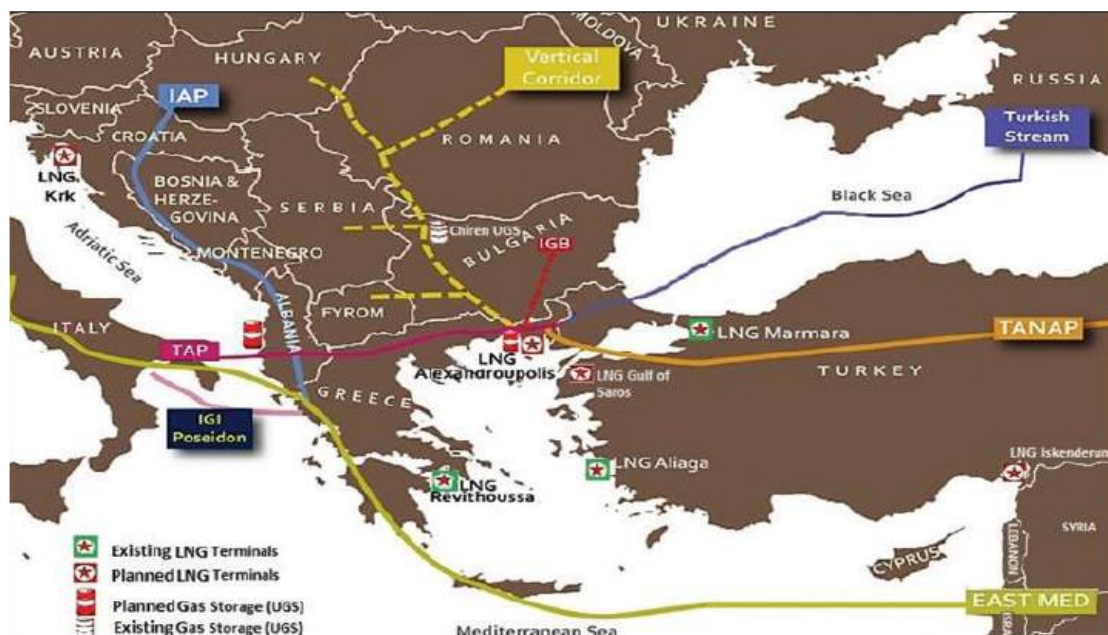 AUSTRIA
HUNGARY
MOLDOVA
UKRAINE
RUSSIA
Vertical
Corridor
IAP
SLOVENIA
CROATIA
ROMANIA
Turkish
Stream
LNG
Krk
BOSNIA &
HERZE-
GOVINA
SERBIA
Black Sea
Chiren UGS
BULGARIA
IGB
Adriatic Sea
MONTENEGRO
ALBANIA
FYROM
ITALY
TAP
LNG
Alexandroupolis
LNG Marmara
TANAP
LNG Gulf of
Saros
TURKEY
GREECE
IGI
Poseidon
LNG Aliaga
LNG Iskenderun
LNG
Revithoussa
SYRIA
LEBANON
CYPRUS
Existing LNG Terminals
Planned LNG Terminals
Planned Gas Storage (UGS)
Existing Gas Storage (UGS)
EAST MED
Mediterranean Sea